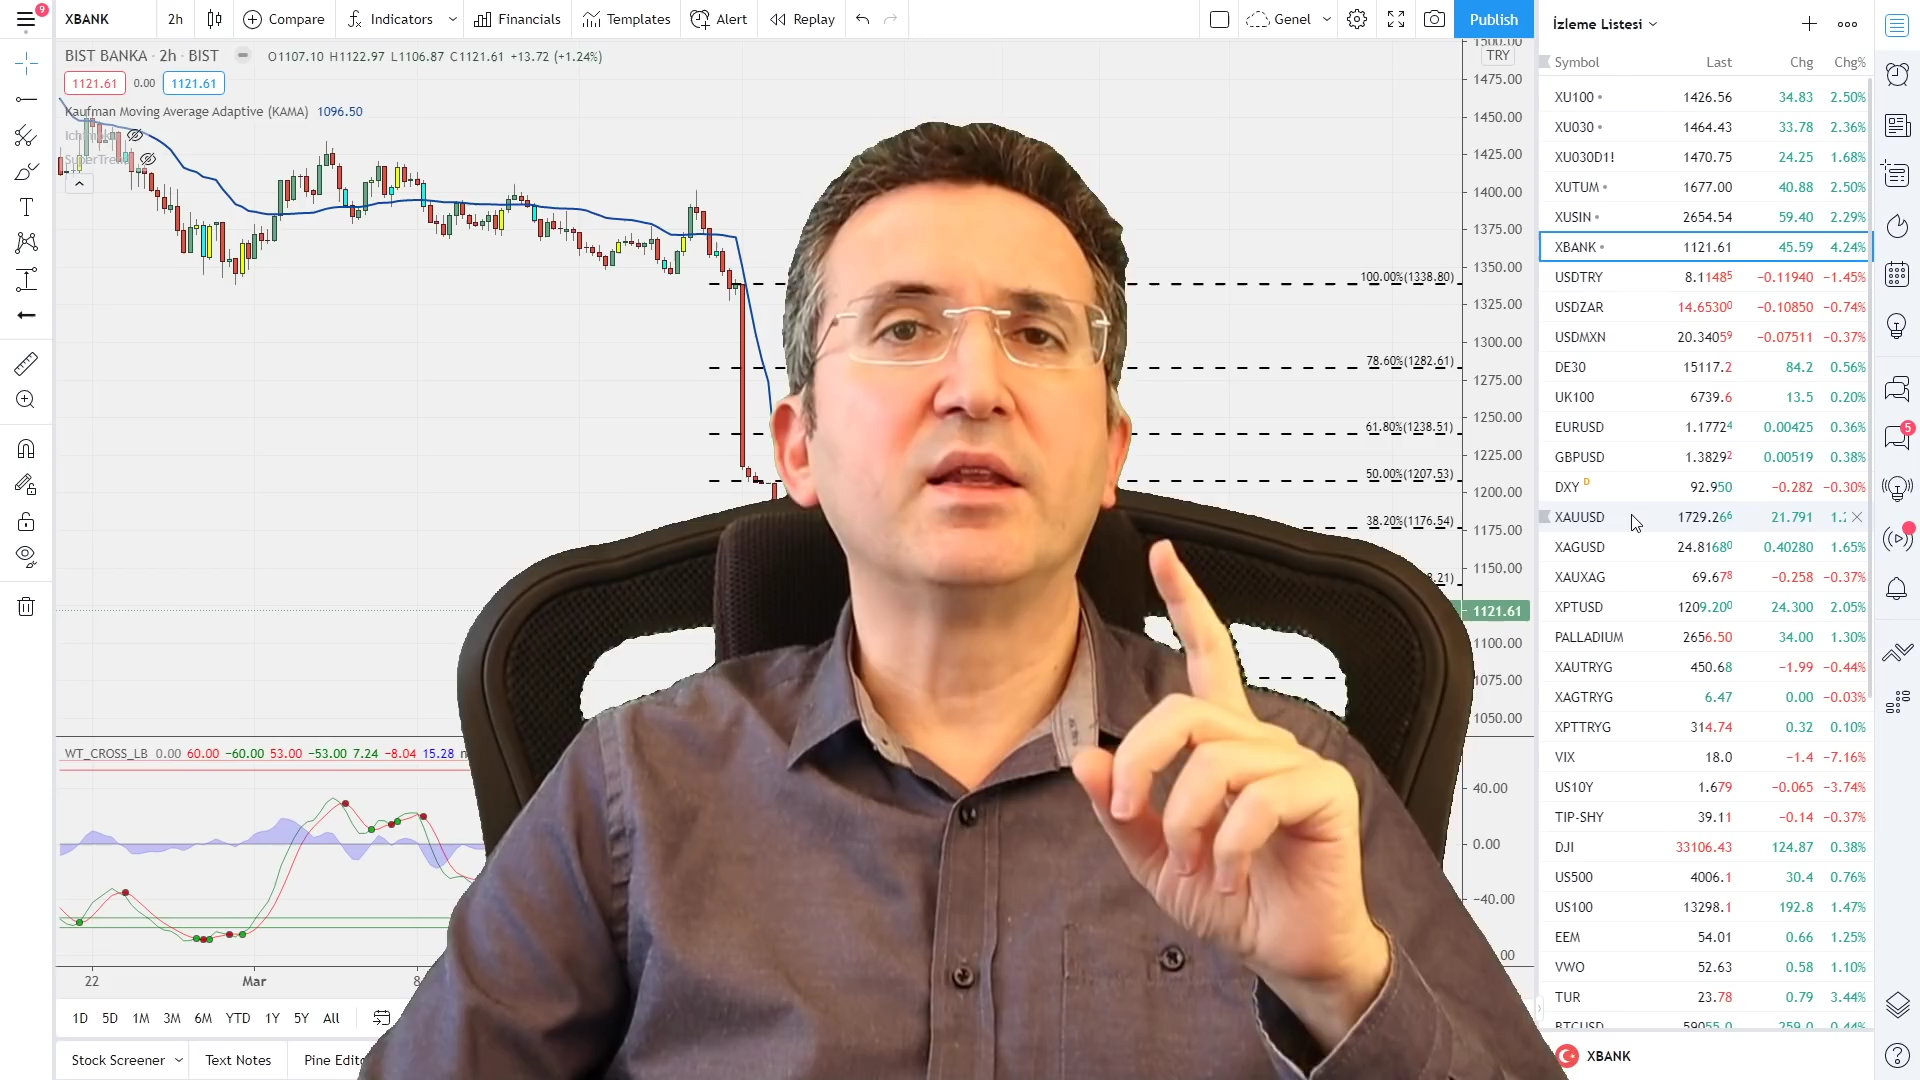 9
XBANK 2h Compare Indicators Financials Templates Alert Replay Genel Publish
BIST BANKA · 2h · BIST O1107.10 H1122.97 L1106.87 C1121.61 +13.72 (+1.24%)
1121.61 0.00 1121.61
Kaufman Moving Average Adaptive (KAMA) 1096.50
1500.00
TRY
1475.00
1450.00
1425.00
1400.00
1375.00
1350.00
1325.00
1300.00
1275.00
1250.00
1225.00
1200.00
1175.00
1150.00
1121.61
1100.00
1075.00
1050.00
100.00%(1338.80)
78.60%(1282.61)
61.80%(1238.51)
50.00%(1207.53)
38.20%(1176.54)
WT_CROSS_LB 0.00 60.00 −60.00 53.00 −53.00 7.24 −8.04 15.28
40.00
0.00
−40.00
22 Mar 8
1D 5D 1M 3M 6M YTD 1Y 5Y All
Stock Screener Text Notes Pine Edito
İzleme Listesi
Symbol Last Chg Chg%
XU100 1426.56 34.83 2.50%
XU030 1464.43 33.78 2.36%
XU030D1! 1470.75 24.25 1.68%
XUTUM 1677.00 40.88 2.50%
XUSIN 2654.54 59.40 2.29%
XBANK 1121.61 45.59 4.24%
USDTRY 8.11485 −0.11940 −1.45%
USDZAR 14.65300 −0.10850 −0.74%
USDMXN 20.34059 −0.07511 −0.37%
DE30 15117.2 84.2 0.56%
UK100 6739.6 13.5 0.20%
EURUSD 1.17724 0.00425 0.36%
GBPUSD 1.38292 0.00519 0.38%
DXY D 92.950 −0.282 −0.30%
XAUUSD 1729.266 21.791
XAGUSD 24.81680 0.40280 1.65%
XAUXAG 69.678 −0.258 −0.37%
XPTUSD 1209.200 24.300 2.05%
PALLADIUM 2656.50 34.00 1.30%
XAUTRYG 450.68 −1.99 −0.44%
XAGTRYG 6.47 0.00 −0.03%
XPTTRYG 314.74 0.32 0.10%
VIX 18.0 −1.4 −7.16%
US10Y 1.679 −0.065 −3.74%
TIP-SHY 39.11 −0.14 −0.37%
DJI 33106.43 124.87 0.38%
US500 4006.1 30.4 0.76%
US100 13298.1 192.8 1.47%
EEM 54.01 0.66 1.25%
VWO 52.63 0.58 1.10%
TUR 23.78 0.79 3.44%
BTCUSD 59055.0 259.0 0.44%
XBANK
5